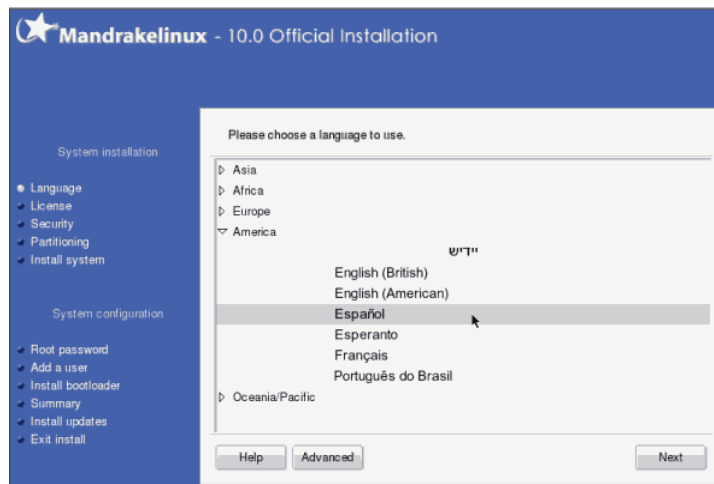 Mandrakelinux - 10.0 Official Installation
System installation
Language
License
Security
Partitioning
Install system
System configuration
Root password
Add a user
Install bootloader
Summary
Install updates
Exit install
Please choose a language to use.
Asia
Africa
Europe
America
יידיש
English (British)
English (American)
Español
Esperanto
Français
Português do Brasil
Oceania/Pacific
Help
Advanced
Next